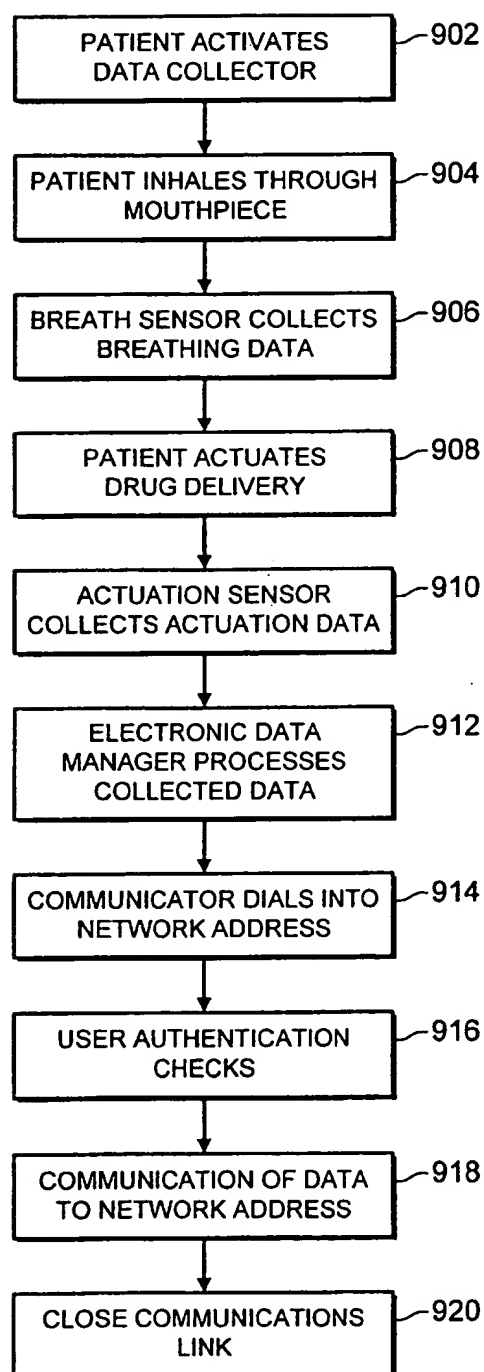 PATIENT ACTIVATES
DATA COLLECTOR
902
PATIENT INHALES THROUGH
MOUTHPIECE
904
BREATH SENSOR COLLECTS
BREATHING DATA
906
PATIENT ACTUATES
DRUG DELIVERY
908
ACTUATION SENSOR
COLLECTS ACTUATION DATA
910
ELECTRONIC DATA
MANAGER PROCESSES
COLLECTED DATA
912
COMMUNICATOR DIALS INTO
NETWORK ADDRESS
914
USER AUTHENTICATION
CHECKS
916
COMMUNICATION OF DATA
TO NETWORK ADDRESS
918
CLOSE COMMUNICATIONS
LINK
920